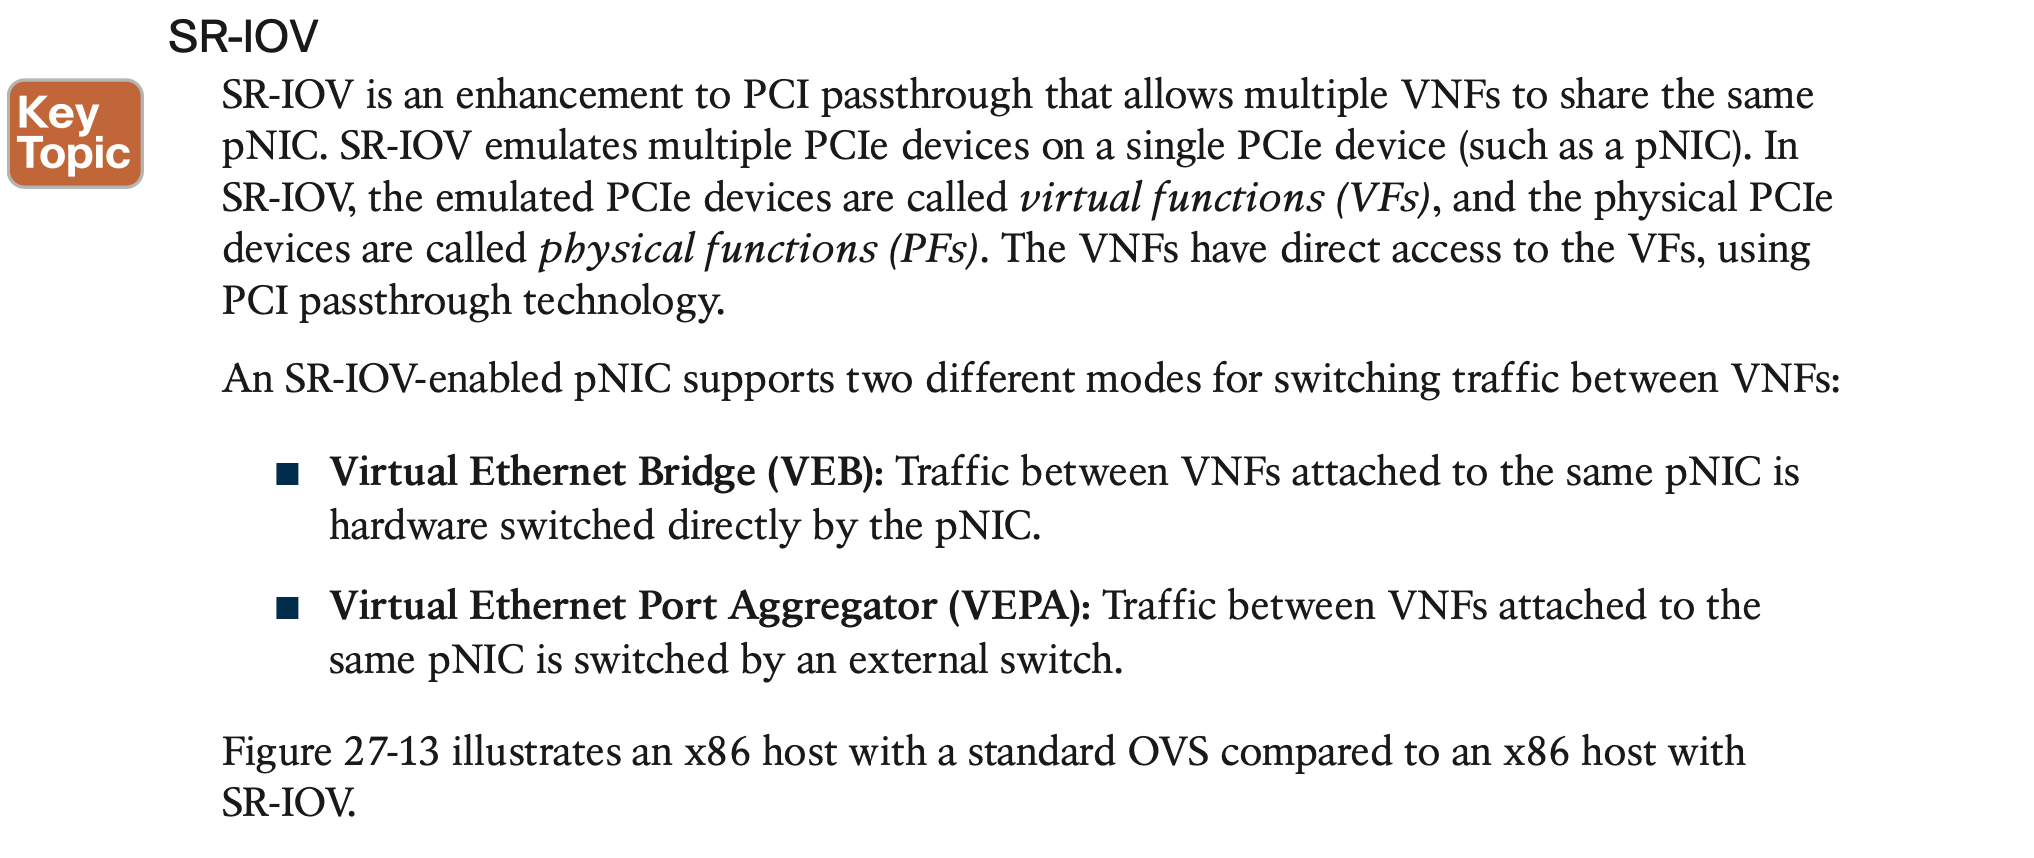 SR-IOV
Key
Topic
SR-IOV is an enhancement to PCI passthrough that allows multiple VNFs to share the same
pNIC. SR-IOV emulates multiple PCIe devices on a single PCIe device (such as a pNIC). In
SR-IOV, the emulated PCIe devices are called virtual functions (VFs), and the physical PCIe
devices are called physical functions (PFs). The VNFs have direct access to the VFs, using
PCI passthrough technology.
An SR-IOV-enabled pNIC supports two different modes for switching traffic between VNFs:
■ Virtual Ethernet Bridge (VEB): Traffic between VNFs attached to the same pNIC is
hardware switched directly by the pNIC.
■ Virtual Ethernet Port Aggregator (VEPA): Traffic between VNFs attached to the
same pNIC is switched by an external switch.
Figure 27-13 illustrates an x86 host with a standard OVS compared to an x86 host with
SR-IOV.